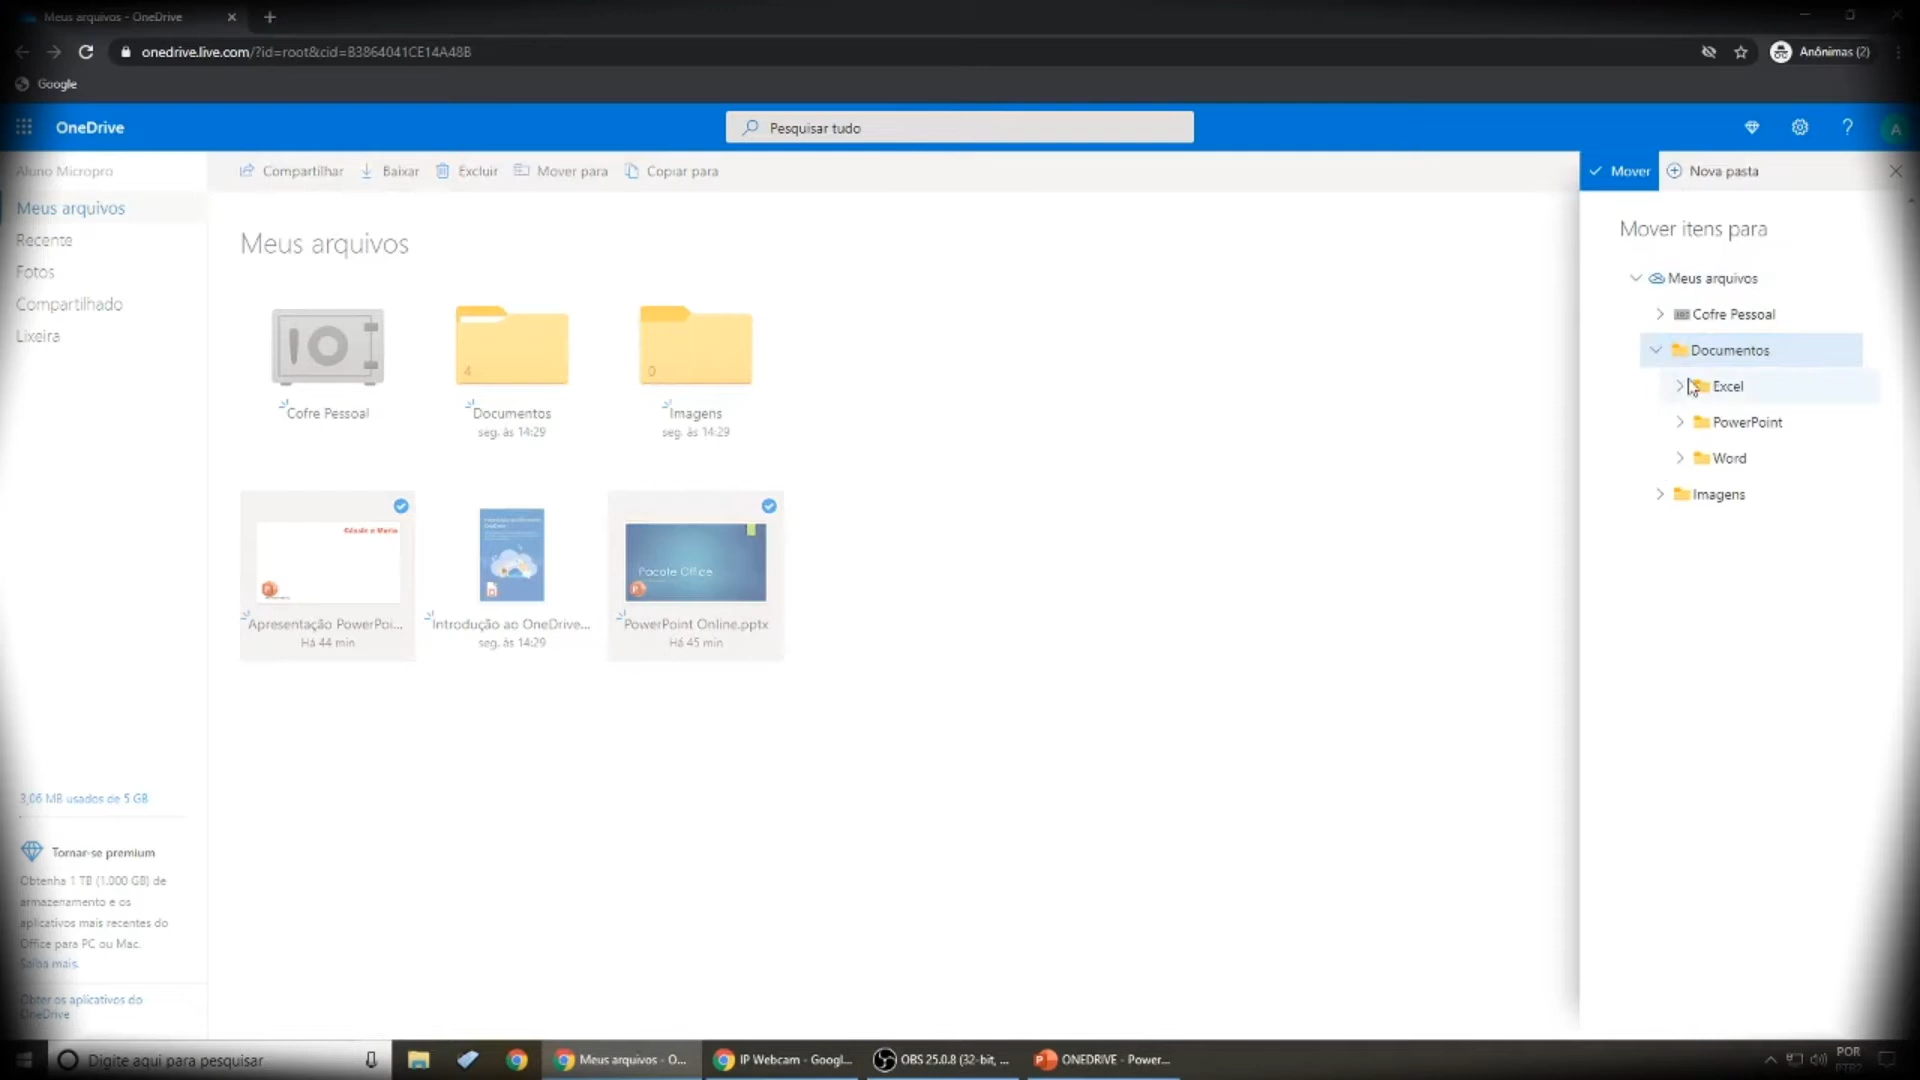 Meus arquivos - OneDrive
onedrive.live.com/?id=root&cid=B3864041CE14A48B
Anônimas (2)
Google
OneDrive
Pesquisar tudo
A
Aluno Micropro
Compartilhar
Baixar
Excluir
Mover para
Copiar para
Mover
Nova pasta
Meus arquivos
Recente
Fotos
Compartilhado
Lixeira
Meus arquivos
4
0
Cofre Pessoal
Documentos
Imagens
seg. às 14:29
seg. às 14:29
Pacote Office
Apresentação PowerPoi...
Introdução ao OneDrive...
PowerPoint Online.pptx
Há 44 min
seg. às 14:29
Há 45 min
Mover itens para
Meus arquivos
Cofre Pessoal
Documentos
Excel
PowerPoint
Word
Imagens
3,06 MB usados de 5 GB
Tornar-se premium
Obtenha 1 TB (1.000 GB) de
armazenamento e os
aplicativos mais recentes do
Office para PC ou Mac.
Saiba mais.
Obter os aplicativos do
OneDrive
Digite aqui para pesquisar
Meus arquivos - O...
IP Webcam - Googl...
OBS 25.0.8 (32-bit, ...
ONEDRIVE - Power...
POR
PTB2